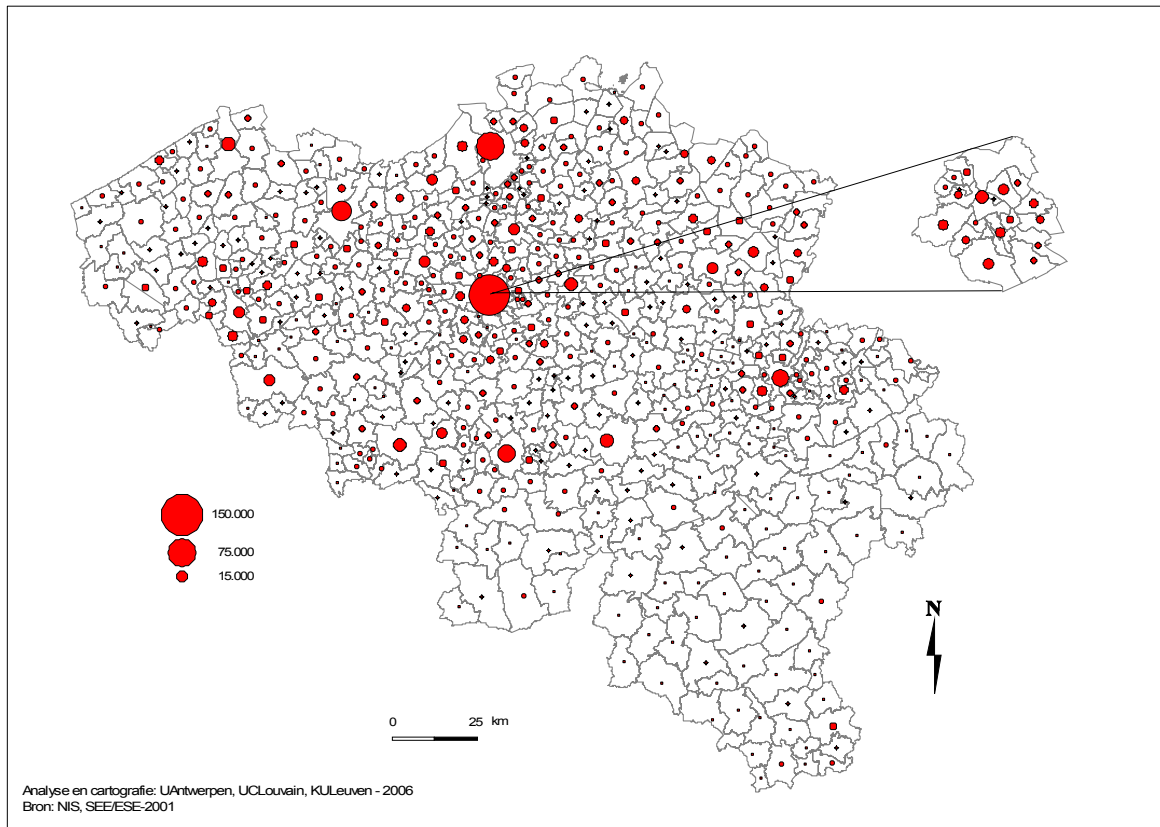 150.000
75.000
15.000
N
0 25 km
Analyse en cartografie: UAntwerpen, UCLouvain, KULeuven - 2006
Bron: NIS, SEE/ESE-2001